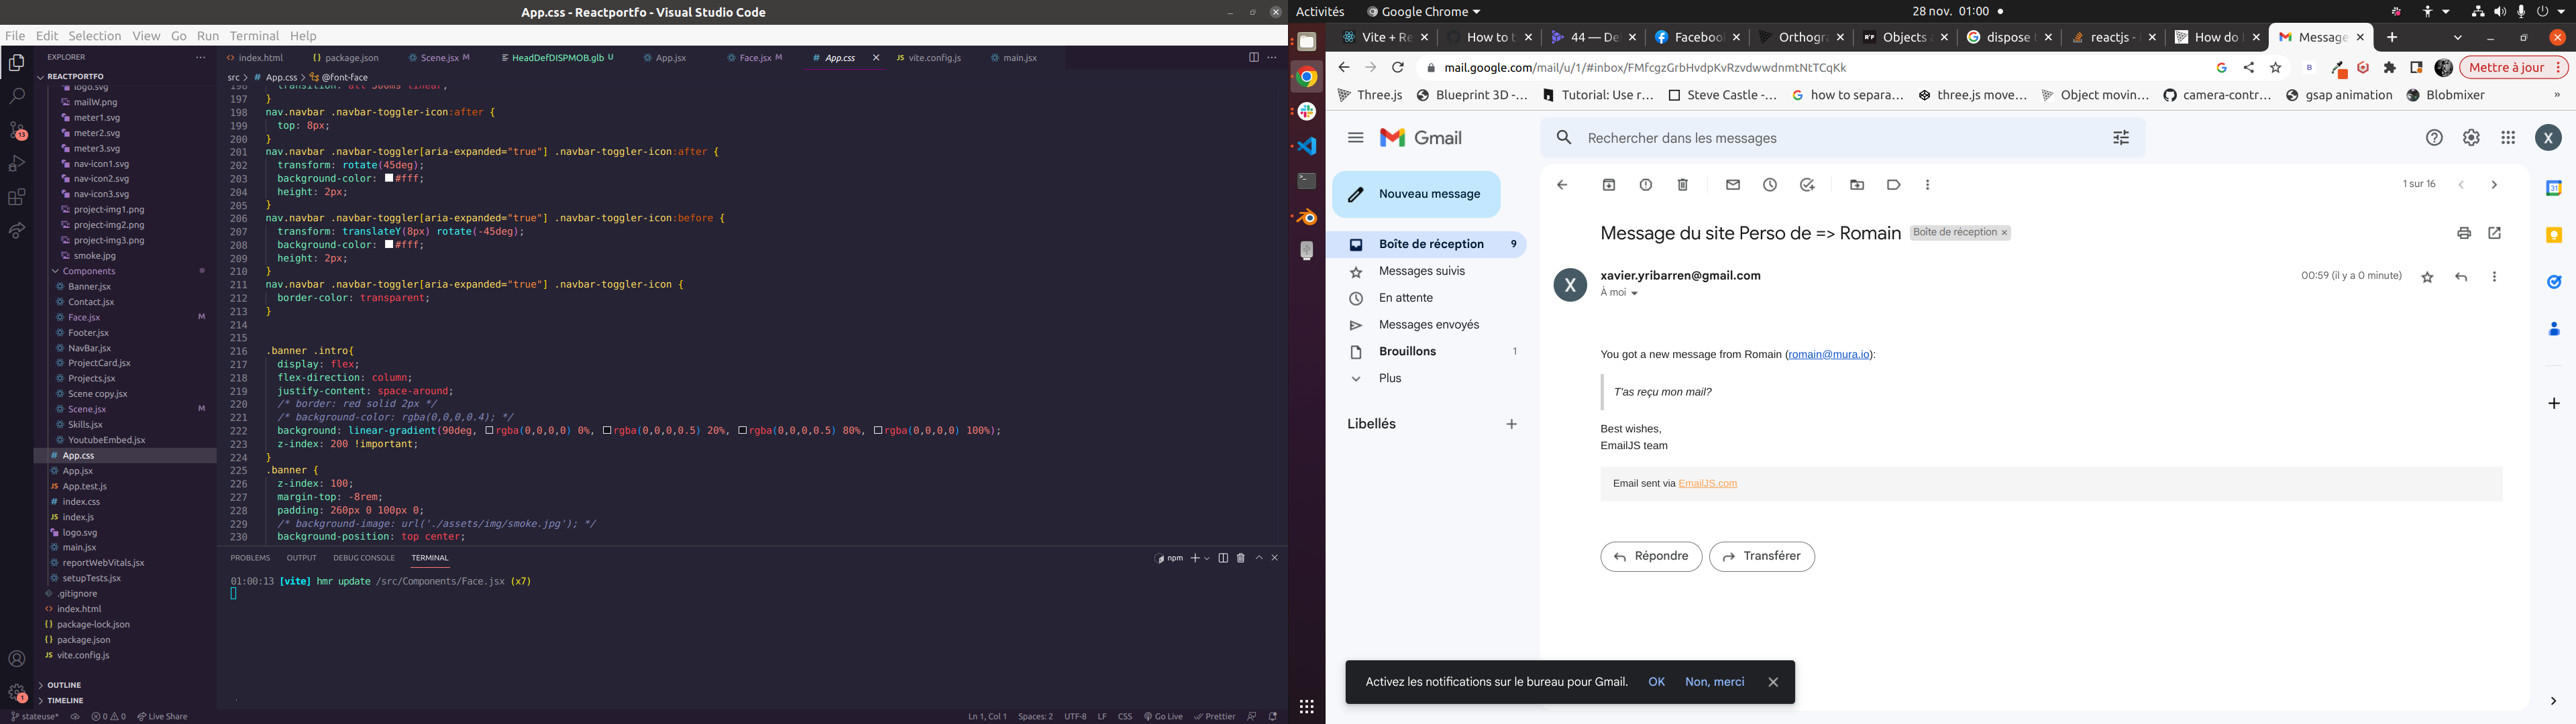 App.css - Reactportfo - Visual Studio Code
File Edit Selection View Go Run Terminal Help
EXPLORER
REACTPORTFO
logo.svg
mailW.png
meter1.svg
meter2.svg
meter3.svg
nav-icon1.svg
nav-icon2.svg
nav-icon3.svg
project-img1.png
project-img2.png
project-img3.png
smoke.jpg
Components
Banner.jsx
Contact.jsx
Face.jsx M
Footer.jsx
NavBar.jsx
ProjectCard.jsx
Projects.jsx
Scene copy.jsx
Scene.jsx M
Skills.jsx
YoutubeEmbed.jsx
App.css
App.jsx
App.test.js
index.css
index.js
logo.svg
main.jsx
reportWebVitals.jsx
setupTests.jsx
.gitignore
index.html
package-lock.json
package.json
vite.config.js
OUTLINE
TIMELINE
index.html package.json Scene.jsx M HeadDefDISPMOB.glb U App.jsx Face.jsx M App.css vite.config.js main.jsx
src > # App.css > @font-face
196 transition: all 300ms linear;
197 }
198 nav.navbar .navbar-toggler-icon:after {
199 top: 8px;
200 }
201 nav.navbar .navbar-toggler[aria-expanded="true"] .navbar-toggler-icon:after {
202 transform: rotate(45deg);
203 background-color: #fff;
204 height: 2px;
205 }
206 nav.navbar .navbar-toggler[aria-expanded="true"] .navbar-toggler-icon:before {
207 transform: translateY(8px) rotate(-45deg);
208 background-color: #fff;
209 height: 2px;
210 }
211 nav.navbar .navbar-toggler[aria-expanded="true"] .navbar-toggler-icon {
212 border-color: transparent;
213 }
214
215
216 .banner .intro{
217 display: flex;
218 flex-direction: column;
219 justify-content: space-around;
220 /* border: red solid 2px */
221 /* background-color: rgba(0,0,0,0.4); */
222 background: linear-gradient(90deg, rgba(0,0,0,0) 0%, rgba(0,0,0,0.5) 20%, rgba(0,0,0,0.5) 80%, rgba(0,0,0,0) 100%);
223 z-index: 200 !important;
224 }
225 .banner {
226 z-index: 100;
227 margin-top: -8rem;
228 padding: 260px 0 100px 0;
229 /* background-image: url('./assets/img/smoke.jpg'); */
230 background-position: top center;
PROBLEMS OUTPUT DEBUG CONSOLE TERMINAL npm
01:00:13 [vite] hmr update /src/Components/Face.jsx (x7)
13
1
stateuse* 0 0 Live Share Ln 1, Col 1 Spaces: 2 UTF-8 LF CSS Go Live Prettier
Activités Google Chrome 28 nov. 01:00
Vite + Re How to t 44 — De Facebool Orthogra Objects dispose t reactjs - How do Message
mail.google.com/mail/u/1/#inbox/FMfcgzGrbHvdpKvRzvdwwdnmtNtTCqKk Mettre à jour
Three.js Blueprint 3D -... Tutorial: Use r... Steve Castle -... how to separa... three.js move... Object movin... camera-contr... gsap animation Blobmixer »
Gmail
Rechercher dans les messages
X
Nouveau message
Boîte de réception 9
Messages suivis
En attente
Messages envoyés
Brouillons 1
Plus
Libellés
1 sur 16
Message du site Perso de => Romain Boîte de réception
X
xavier.yribarren@gmail.com 00:59 (il y a 0 minute)
À moi
You got a new message from Romain (romain@mura.io):
T'as reçu mon mail?
Best wishes,
EmailJS team
Email sent via EmailJS.com
Répondre Transférer
Activez les notifications sur le bureau pour Gmail. OK Non, merci
31